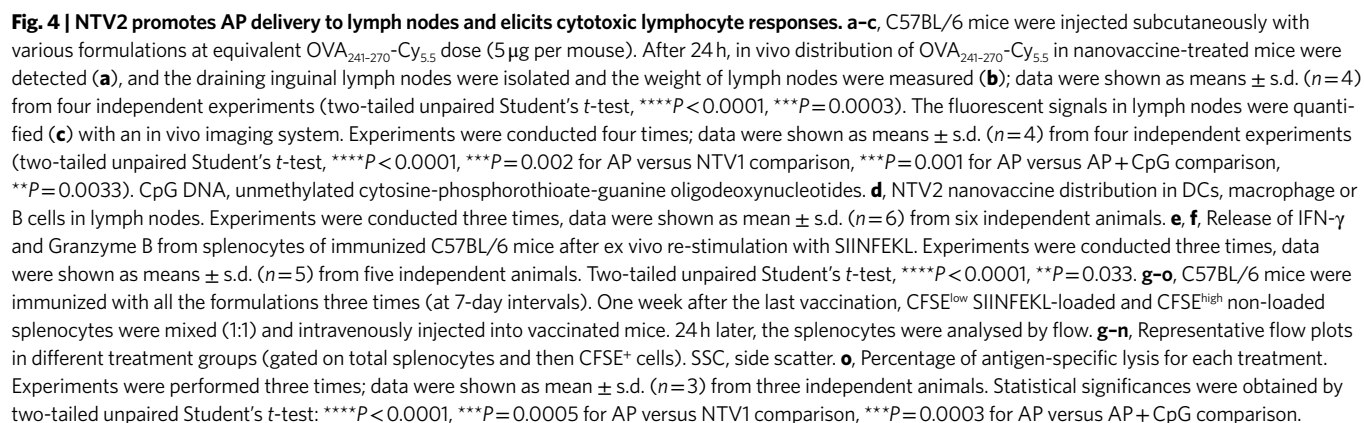 Fig. 4 | NTV2 promotes AP delivery to lymph nodes and elicits cytotoxic lymphocyte responses. a–c, C57BL/6 mice were injected subcutaneously with
various formulations at equivalent OVA241-270-Cy5.5 dose (5 μg per mouse). After 24 h, in vivo distribution of OVA241-270-Cy5.5 in nanovaccine-treated mice were
detected (a), and the draining inguinal lymph nodes were isolated and the weight of lymph nodes were measured (b); data were shown as means ± s.d. (n = 4)
from four independent experiments (two-tailed unpaired Student's t-test, ****P < 0.0001, ***P = 0.0003). The fluorescent signals in lymph nodes were quanti-
fied (c) with an in vivo imaging system. Experiments were conducted four times; data were shown as means ± s.d. (n = 4) from four independent experiments
(two-tailed unpaired Student's t-test, ****P < 0.0001, ***P = 0.002 for AP versus NTV1 comparison, ***P = 0.001 for AP versus AP + CpG comparison,
**P = 0.0033). CpG DNA, unmethylated cytosine-phosphorothioate-guanine oligodeoxynucleotides. d, NTV2 nanovaccine distribution in DCs, macrophage or
B cells in lymph nodes. Experiments were conducted three times, data were shown as mean ± s.d. (n = 6) from six independent animals. e, f, Release of IFN-γ
and Granzyme B from splenocytes of immunized C57BL/6 mice after ex vivo re-stimulation with SIINFEKL. Experiments were conducted three times, data
were shown as means ± s.d. (n = 5) from five independent animals. Two-tailed unpaired Student's t-test, ****P < 0.0001, **P = 0.033. g–o, C57BL/6 mice were
immunized with all the formulations three times (at 7-day intervals). One week after the last vaccination, CFSElow SIINFEKL-loaded and CFSEhigh non-loaded
splenocytes were mixed (1:1) and intravenously injected into vaccinated mice. 24 h later, the splenocytes were analysed by flow. g–n, Representative flow plots
in different treatment groups (gated on total splenocytes and then CFSE+ cells). SSC, side scatter. o, Percentage of antigen-specific lysis for each treatment.
Experiments were performed three times; data were shown as mean ± s.d. (n = 3) from three independent animals. Statistical significances were obtained by
two-tailed unpaired Student's t-test: ****P < 0.0001, ***P = 0.0005 for AP versus NTV1 comparison, ***P = 0.0003 for AP versus AP + CpG comparison.